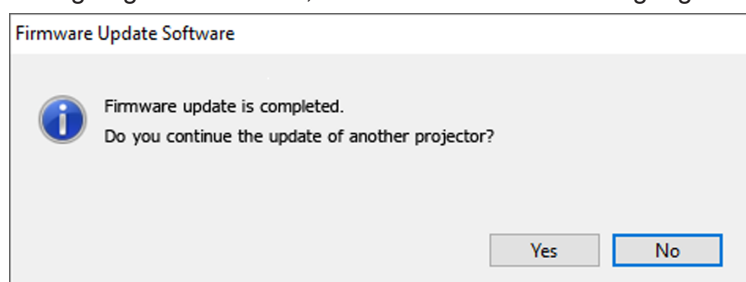 Firmware Update Software
Firmware update is completed.
Do you continue the update of another projector?
Yes No